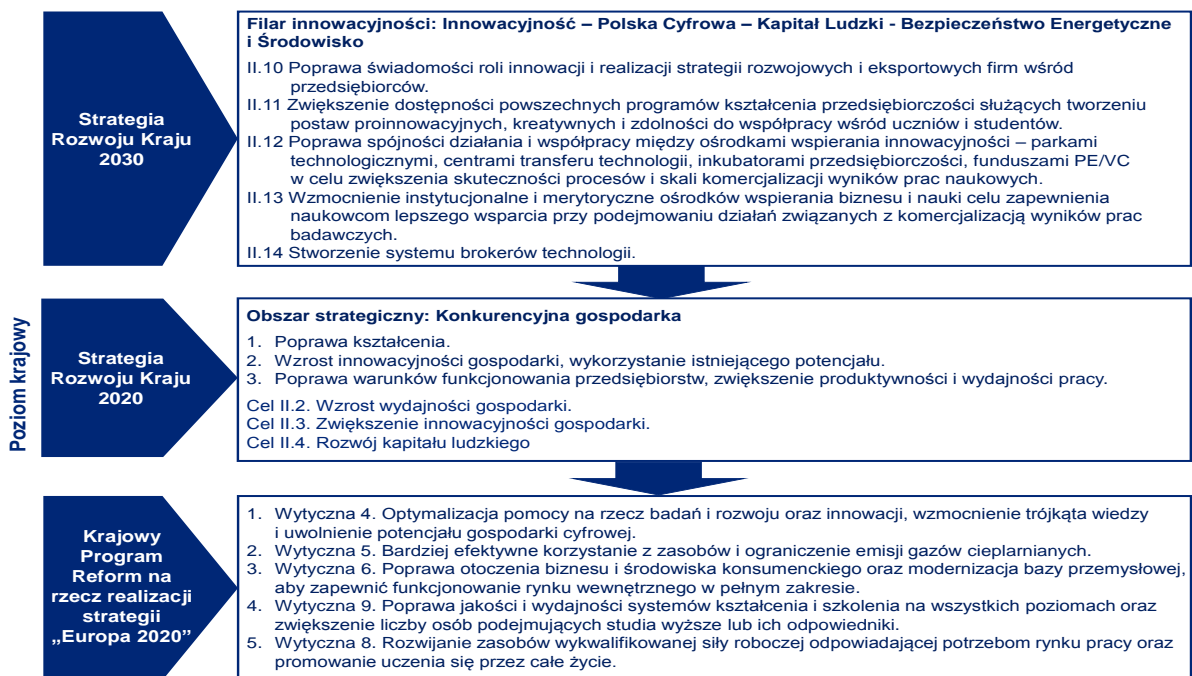 Poziom krajowy
Strategia
Rozwoju Kraju
2030
Filar innowacyjności: Innowacyjność – Polska Cyfrowa – Kapitał Ludzki - Bezpieczeństwo Energetyczne
i Środowisko
II.10 Poprawa świadomości roli innowacji i realizacji strategii rozwojowych i eksportowych firm wśród
przedsiębiorców.
II.11 Zwiększenie dostępności powszechnych programów kształcenia przedsiębiorczości służących tworzeniu
postaw proinnowacyjnych, kreatywnych i zdolności do współpracy wśród uczniów i studentów.
II.12 Poprawa spójności działania i współpracy między ośrodkami wspierania innowacyjności – parkami
technologicznymi, centrami transferu technologii, inkubatorami przedsiębiorczości, funduszami PE/VC
w celu zwiększenia skuteczności procesów i skali komercjalizacji wyników prac naukowych.
II.13 Wzmocnienie instytucjonalne i merytoryczne ośrodków wspierania biznesu i nauki celu zapewnienia
naukowcom lepszego wsparcia przy podejmowaniu działań związanych z komercjalizacją wyników prac
badawczych.
II.14 Stworzenie systemu brokerów technologii.
Strategia
Rozwoju Kraju
2020
Obszar strategiczny: Konkurencyjna gospodarka
1. Poprawa kształcenia.
2. Wzrost innowacyjności gospodarki, wykorzystanie istniejącego potencjału.
3. Poprawa warunków funkcjonowania przedsiębiorstw, zwiększenie produktywności i wydajności pracy.
Cel II.2. Wzrost wydajności gospodarki.
Cel II.3. Zwiększenie innowacyjności gospodarki.
Cel II.4. Rozwój kapitału ludzkiego
Krajowy
Program
Reform na
rzecz realizacji
strategii
„Europa 2020”
1. Wytyczna 4. Optymalizacja pomocy na rzecz badań i rozwoju oraz innowacji, wzmocnienie trójkąta wiedzy
i uwolnienie potencjału gospodarki cyfrowej.
2. Wytyczna 5. Bardziej efektywne korzystanie z zasobów i ograniczenie emisji gazów cieplarnianych.
3. Wytyczna 6. Poprawa otoczenia biznesu i środowiska konsumenckiego oraz modernizacja bazy przemysłowej,
aby zapewnić funkcjonowanie rynku wewnętrznego w pełnym zakresie.
4. Wytyczna 9. Poprawa jakości i wydajności systemów kształcenia i szkolenia na wszystkich poziomach oraz
zwiększenie liczby osób podejmujących studia wyższe lub ich odpowiedniki.
5. Wytyczna 8. Rozwijanie zasobów wykwalifikowanej siły roboczej odpowiadającej potrzebom rynku pracy oraz
promowanie uczenia się przez całe życie.